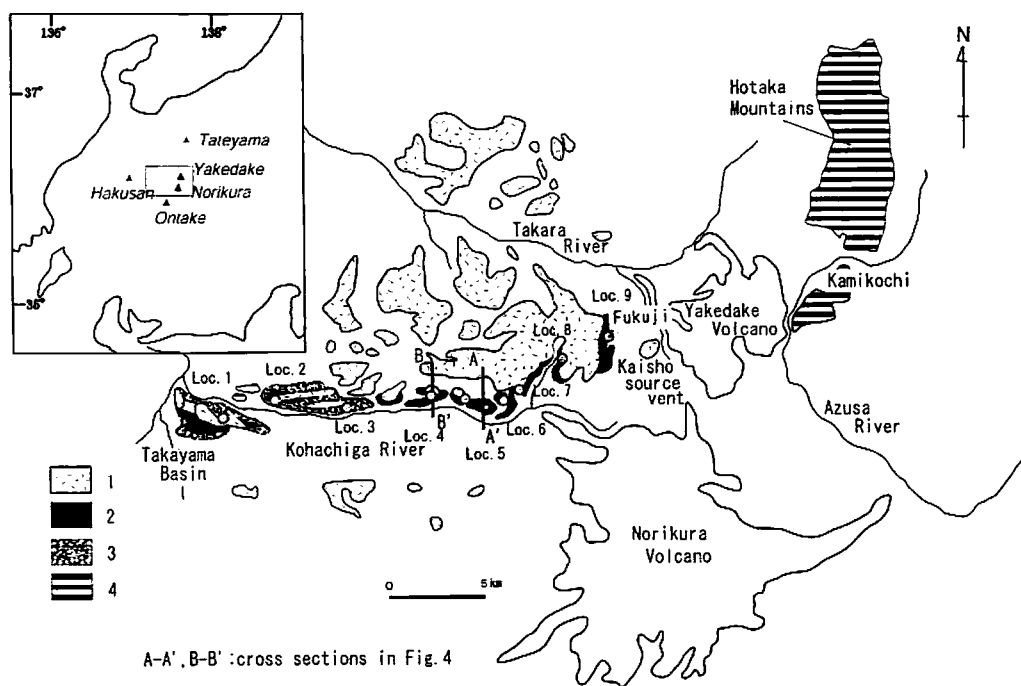 136°
138°
37°
35°
Tateyama
Yakedake
Hakusan
Norikura
Ontake
N
Hotaka
Mountains
Takara
River
Kamikochi
Loc. 9
Fukuji
Yakedake
Volcano
Loc. 8
Kaisho
source
vent
Loc. 1
Loc. 2
B
A
Loc. 7
Azusa
River
Loc. 3
Loc. 4
B'
A'
Loc. 6
Loc. 5
Kohachiga River
Takayama
Basin
Norikura
Volcano
1
2
3
4
0
5 km
A-A', B-B' :cross sections in Fig. 4